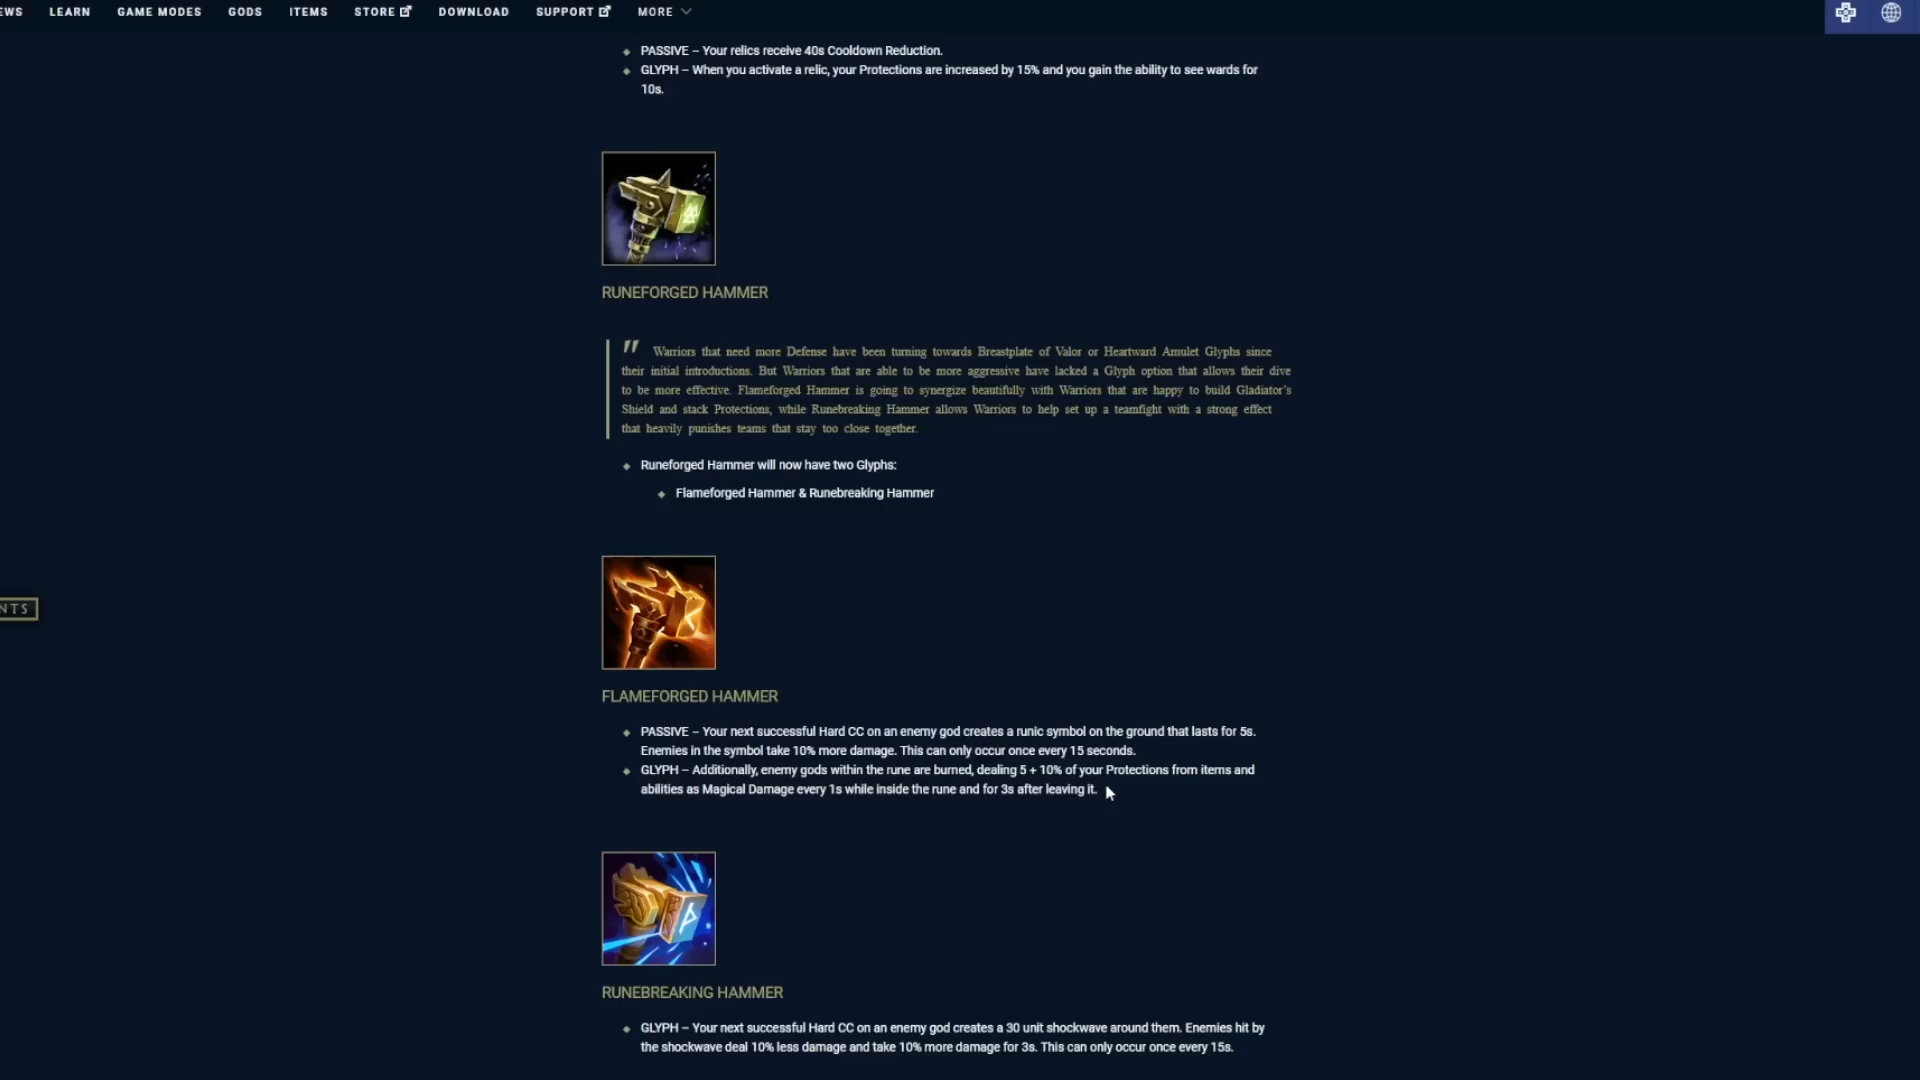 EWS LEARN GAME MODES GODS ITEMS STORE DOWNLOAD SUPPORT MORE
PASSIVE – Your relics receive 40s Cooldown Reduction.
GLYPH – When you activate a relic, your Protections are increased by 15% and you gain the ability to see wards for
10s.
RUNEFORGED HAMMER
" Warriors that need more Defense have been turning towards Breastplate of Valor or Heartward Amulet Glyphs since
their initial introductions. But Warriors that are able to be more aggressive have lacked a Glyph option that allows their dive
to be more effective. Flameforged Hammer is going to synergize beautifully with Warriors that are happy to build Gladiator's
Shield and stack Protections, while Runebreaking Hammer allows Warriors to help set up a teamfight with a strong effect
that heavily punishes teams that stay too close together.
Runeforged Hammer will now have two Glyphs:
Flameforged Hammer & Runebreaking Hammer
NTS
FLAMEFORGED HAMMER
PASSIVE – Your next successful Hard CC on an enemy god creates a runic symbol on the ground that lasts for 5s.
Enemies in the symbol take 10% more damage. This can only occur once every 15 seconds.
GLYPH – Additionally, enemy gods within the rune are burned, dealing 5 + 10% of your Protections from items and
abilities as Magical Damage every 1s while inside the rune and for 3s after leaving it.
RUNEBREAKING HAMMER
GLYPH – Your next successful Hard CC on an enemy god creates a 30 unit shockwave around them. Enemies hit by
the shockwave deal 10% less damage and take 10% more damage for 3s. This can only occur once every 15s.